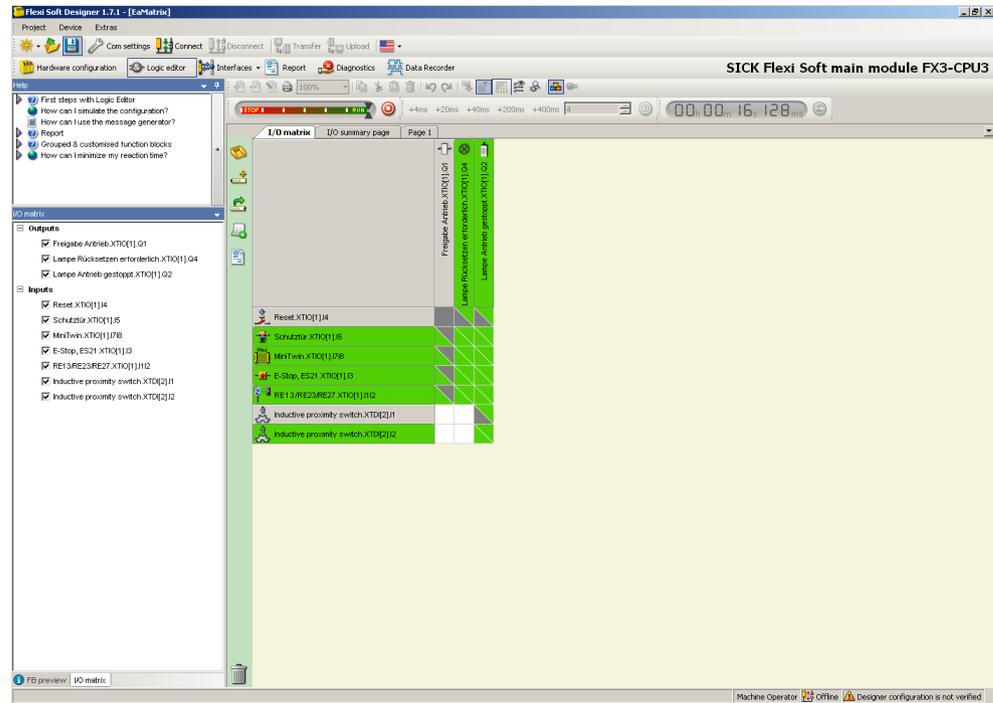 Flexi Soft Designer 1.7.1 - [EaMatrix]
Project Device Extras
Com settings Connect Disconnect Transfer Upload
Hardware configuration Logic editor Interfaces Report Diagnostics Data Recorder SICK Flexi Soft main module FX3-CPU3
Help
First steps with Logic Editor
How can I simulate the configuration?
How can I use the message generator?
Report
Grouped & customised function blocks
How can I minimize my reaction time?
100%
STOP RUN +4ms +20ms +40ms +200ms +400ms 4 00h 00m 16s 128ms
I/O matrix I/O summary page Page 1
Freigabe Antrieb.XTIO[1].Q1
Lampe Rücksetzen erforderlich.XTIO[1].Q4
Lampe Antrieb gestoppt.XTIO[1].Q2
Reset.XTIO[1].I4
Schutztür.XTIO[1].I5
MiniTwin.XTIO[1].I7I8
E-Stop, ES21.XTIO[1].I3
RE13/RE23/RE27.XTIO[1].I1I2
Inductive proximity switch.XTDI[2].I1
Inductive proximity switch.XTDI[2].I2
I/O matrix
Outputs
Freigabe Antrieb.XTIO[1].Q1
Lampe Rücksetzen erforderlich.XTIO[1].Q4
Lampe Antrieb gestoppt.XTIO[1].Q2
Inputs
Reset.XTIO[1].I4
Schutztür.XTIO[1].I5
MiniTwin.XTIO[1].I7I8
E-Stop, ES21.XTIO[1].I3
RE13/RE23/RE27.XTIO[1].I1I2
Inductive proximity switch.XTDI[2].I1
Inductive proximity switch.XTDI[2].I2
FB preview I/O matrix
Machine Operator Offline Designer configuration is not verified